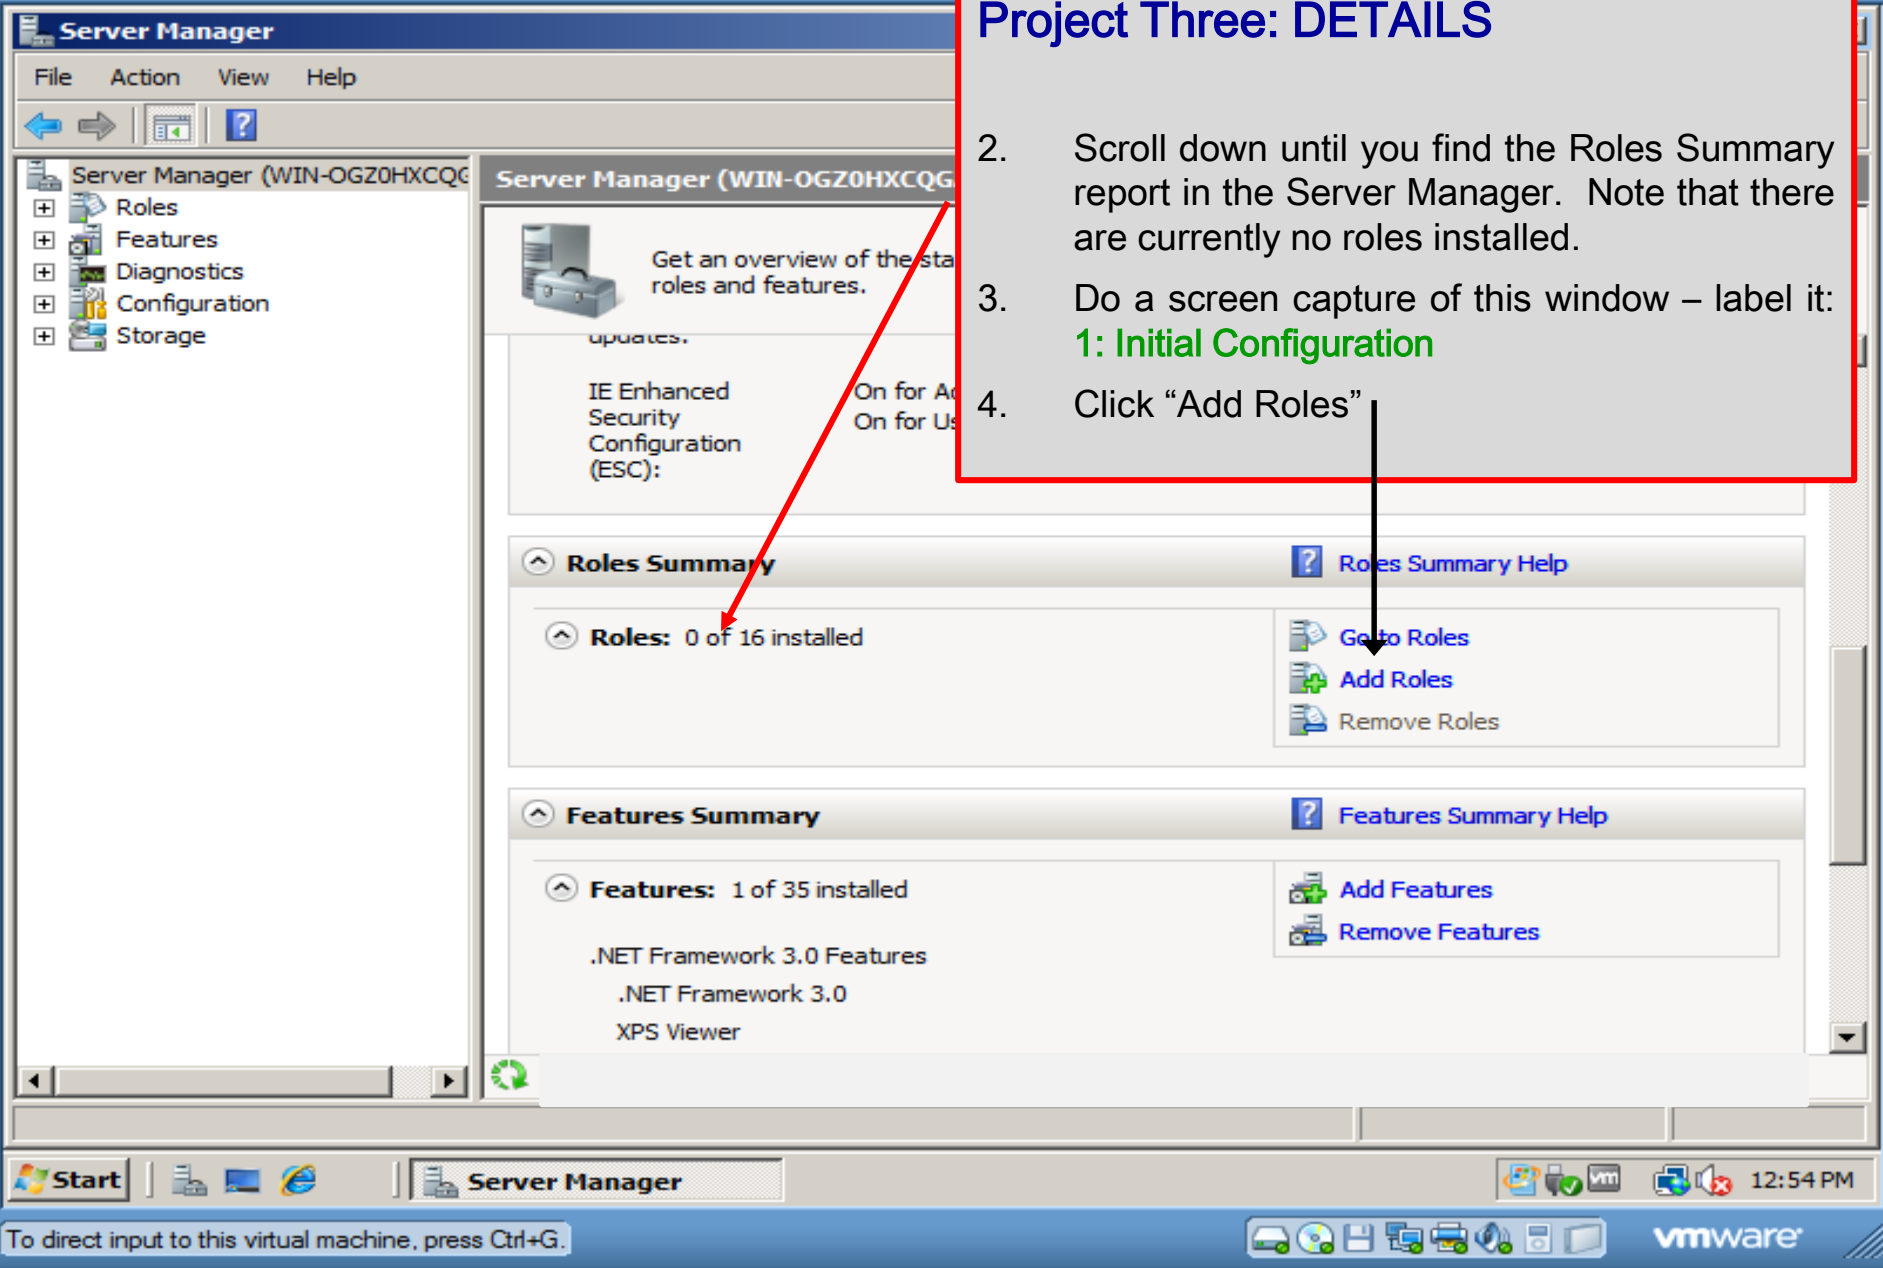 Server Manager
File Action View Help
Server Manager (WIN-OGZ0HXCQG
Roles
Features
Diagnostics
Configuration
Storage
Server Manager (WIN-OGZ0HXCQG
Get an overview of the sta
roles and features.
updates:
IE Enhanced
Security
Configuration
(ESC):
On for Ad
On for Us
Project Three: DETAILS
2. Scroll down until you find the Roles Summary
report in the Server Manager. Note that there
are currently no roles installed.
3. Do a screen capture of this window – label it:
1: Initial Configuration
4. Click “Add Roles”
Roles Summary
Roles Summary Help
Roles: 0 of 16 installed
Go to Roles
Add Roles
Remove Roles
Features Summary
Features Summary Help
Features: 1 of 35 installed
Add Features
Remove Features
.NET Framework 3.0 Features
.NET Framework 3.0
XPS Viewer
Start
Server Manager
vm
12:54 PM
To direct input to this virtual machine, press Ctrl+G.
vmware